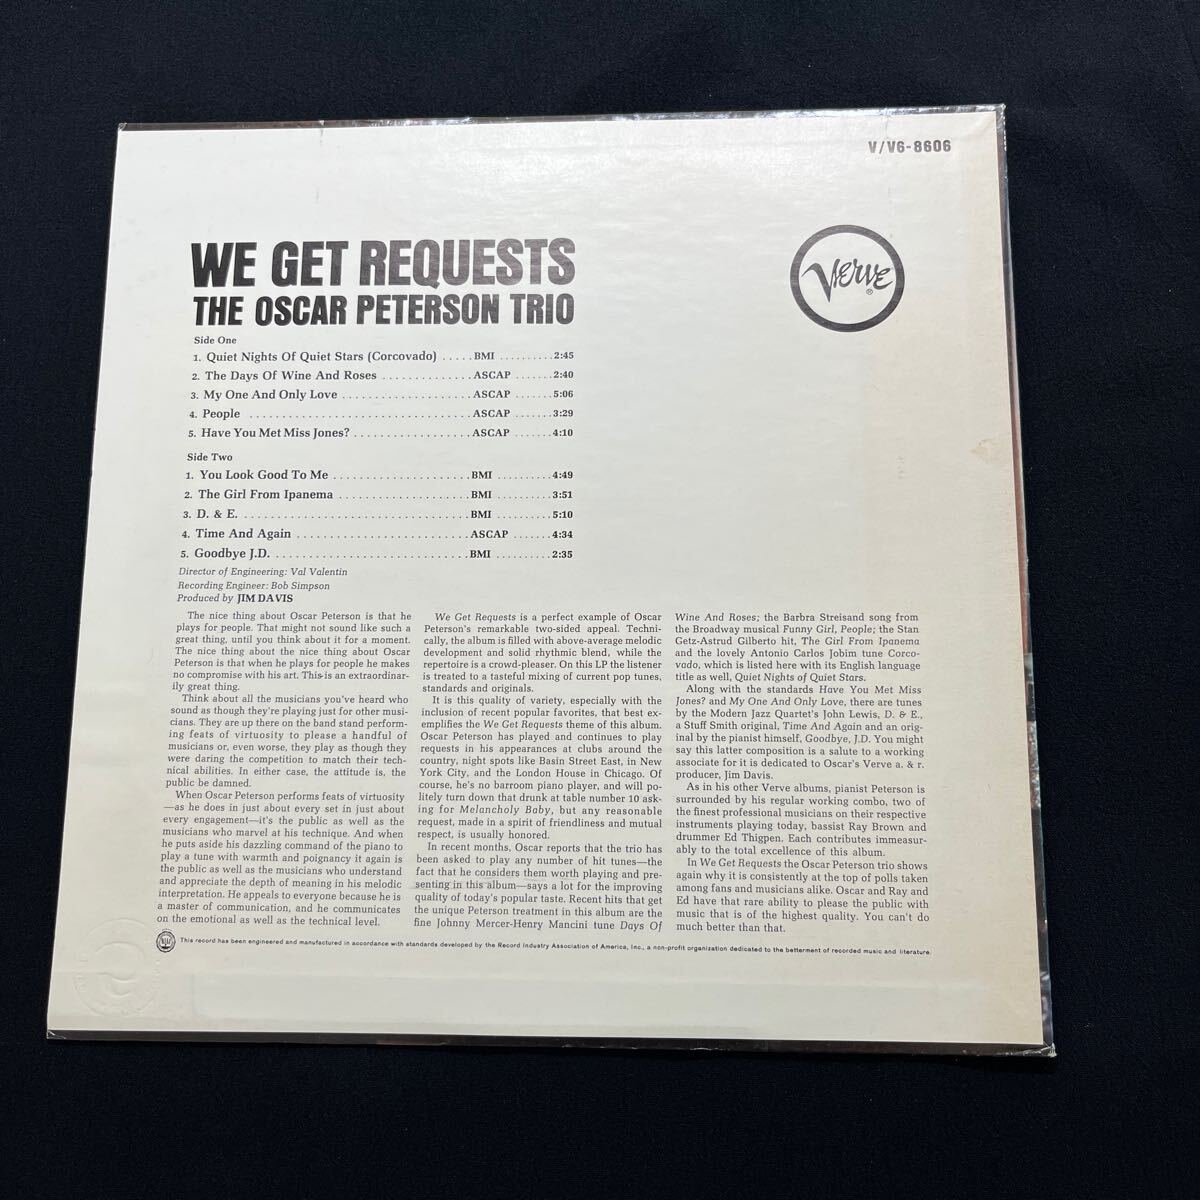 V/V6-8606
WE GET REQUESTS
THE OSCAR PETERSON TRIO
VERVE®
Side One
1. Quiet Nights Of Quiet Stars (Corcovado) ..... BMI ..........2:45
2. The Days Of Wine And Roses .............. ASCAP .......2:40
3. My One And Only Love .................... ASCAP .......5:06
4. People ................................... ASCAP .......3:29
5. Have You Met Miss Jones? .................. ASCAP .......4:10
Side Two
1. You Look Good To Me ..................... BMI ..........4:49
2. The Girl From Ipanema .................... BMI ..........3:51
3. D. & E. ................................... BMI ..........5:10
4. Time And Again .......................... ASCAP .......4:34
5. Goodbye J.D. ............................. BMI ..........2:35
Director of Engineering: Val Valentin
Recording Engineer: Bob Simpson
Produced by JIM DAVIS
The nice thing about Oscar Peterson is that he
plays for people. That might not sound like such a
great thing, until you think about it for a moment.
The nice thing about the nice thing about Oscar
Peterson is that when he plays for people he makes
no compromise with his art. This is an extraordinar-
ily great thing.
Think about all the musicians you've heard who
sound as though they're playing just for other musi-
cians. They are up there on the band stand perform-
ing feats of virtuosity to please a handful of
musicians or, even worse, they play as though they
were daring the competition to match their tech-
nical abilities. In either case, the attitude is, the
public be damned.
When Oscar Peterson performs feats of virtuosity
—as he does in just about every set in just about
every engagement—it's the public as well as the
musicians who marvel at his technique. And when
he puts aside his dazzling command of the piano to
play a tune with warmth and poignancy it again is
the public as well as the musicians who understand
and appreciate the depth of meaning in his melodic
interpretation. He appeals to everyone because he is
a master of communication, and he communicates
on the emotional as well as the technical level.
We Get Requests is a perfect example of Oscar
Peterson's remarkable two-sided appeal. Techni-
cally, the album is filled with above-average melodic
development and solid rhythmic blend, while the
repertoire is a crowd-pleaser. On this LP the listener
is treated to a tasteful mixing of current pop tunes,
standards and originals.
It is this quality of variety, especially with the
inclusion of recent popular favorites, that best ex-
emplifies the We Get Requests theme of this album.
Oscar Peterson has played and continues to play
requests in his appearances at clubs around the
country, night spots like Basin Street East, in New
York City, and the London House in Chicago. Of
course, he's no barroom piano player, and will po-
litely turn down that drunk at table number 10 ask-
ing for Melancholy Baby, but any reasonable
request, made in a spirit of friendliness and mutual
respect, is usually honored.
In recent months, Oscar reports that the trio has
been asked to play any number of hit tunes—the
fact that he considers them worth playing and pre-
senting in this album—says a lot for the improving
quality of today's popular taste. Recent hits that get
the unique Peterson treatment in this album are the
fine Johnny Mercer-Henry Mancini tune Days Of
Wine And Roses; the Barbra Streisand song from
the Broadway musical Funny Girl, People; the Stan
Getz-Astrud Gilberto hit, The Girl From Ipanema
and the lovely Antonio Carlos Jobim tune Corco-
vado, which is listed here with its English language
title as well, Quiet Nights of Quiet Stars.
Along with the standards Have You Met Miss
Jones? and My One And Only Love, there are tunes
by the Modern Jazz Quartet's John Lewis, D. & E.,
a Stuff Smith original, Time And Again and an orig-
inal by the pianist himself, Goodbye, J.D. You might
say this latter composition is a salute to a working
associate for it is dedicated to Oscar's Verve a. & r.
producer, Jim Davis.
As in his other Verve albums, pianist Peterson is
surrounded by his regular working combo, two of
the finest professional musicians on their respective
instruments playing today, bassist Ray Brown and
drummer Ed Thigpen. Each contributes immeasur-
ably to the total excellence of this album.
In We Get Requests the Oscar Peterson trio shows
again why it is consistently at the top of polls taken
among fans and musicians alike. Oscar and Ray and
Ed have that rare ability to please the public with
music that is of the highest quality. You can't do
much better than that.
This record has been engineered and manufactured in accordance with standards developed by the Record Industry Association of America, Inc., a non-profit organization dedicated to the betterment of recorded music and literature.